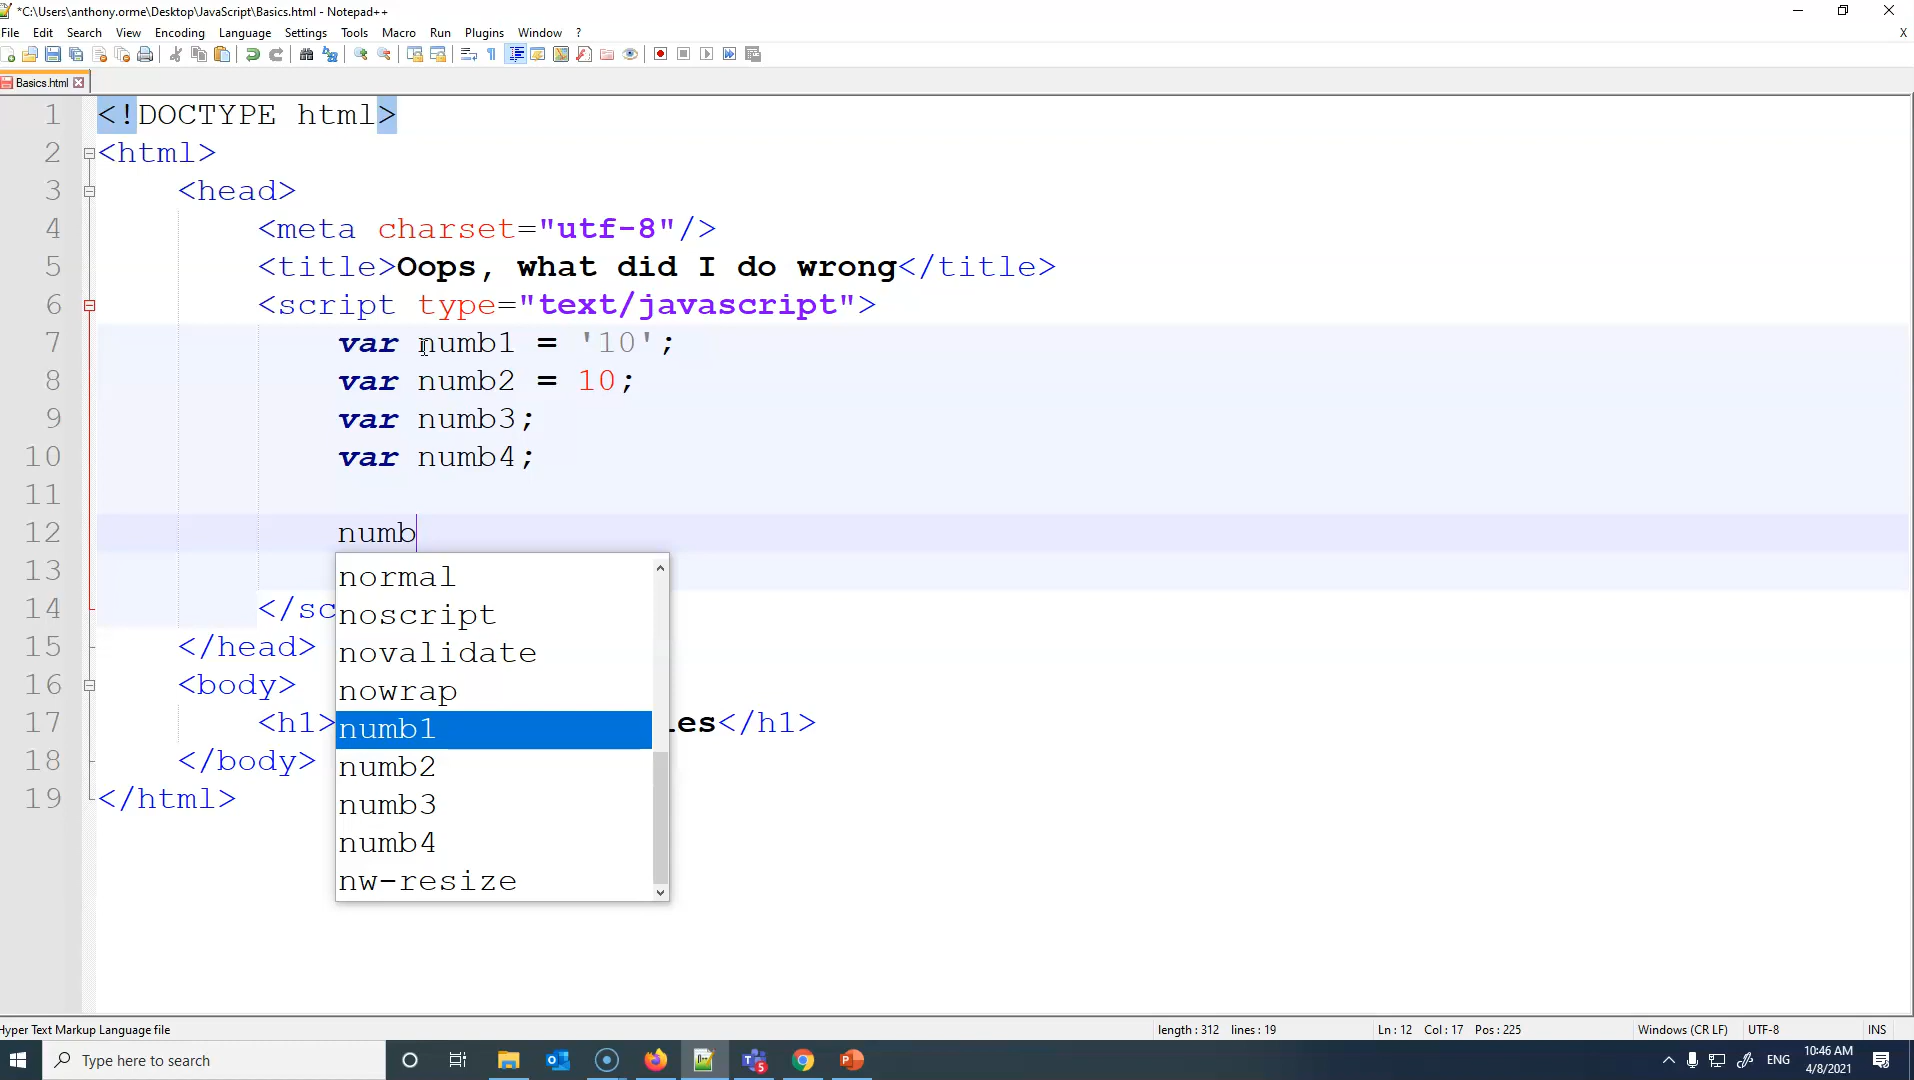 *C:\Users\anthony.orme\Desktop\JavaScript\Basics.html - Notepad++
File Edit Search View Encoding Language Settings Tools Macro Run Plugins Window ? X
Basics.html
1 <!DOCTYPE html>
2 <html>
3 <head>
4 <meta charset="utf-8"/>
5 <title>Oops, what did I do wrong</title>
6 <script type="text/javascript">
7 var numb1 = '10';
8 var numb2 = 10;
9 var numb3;
10 var numb4;
11
12 numb
13 normal
14 </sc noscript
15 </head> novalidate
16 <body> nowrap
17 <h1> numb1 les</h1>
18 </body> numb2
19 </html> numb3
numb4
nw-resize
Hyper Text Markup Language file length : 312 lines : 19 Ln : 12 Col : 17 Pos : 225 Windows (CR LF) UTF-8 INS
Type here to search ENG 10:46 AM
4/8/2021